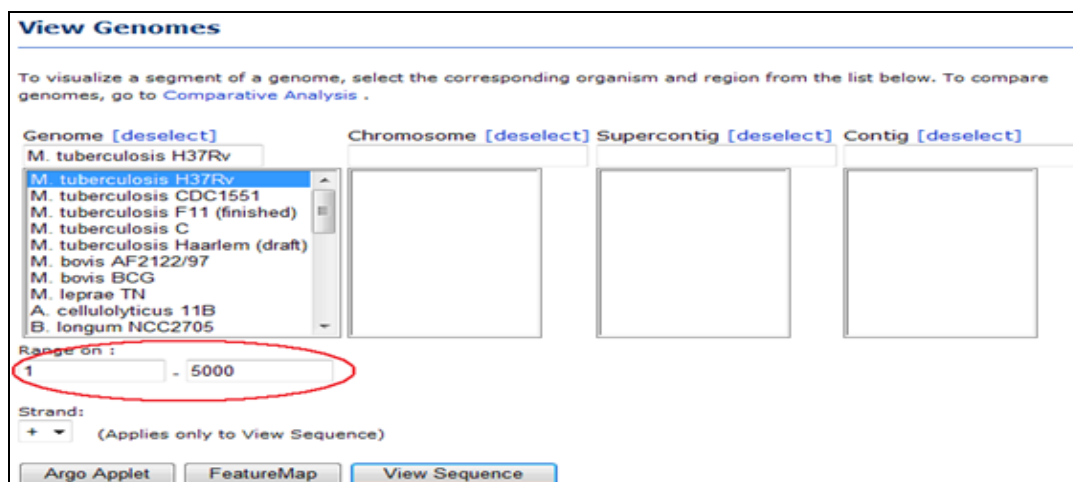 View Genomes
To visualize a segment of a genome, select the corresponding organism and region from the list below. To compare
genomes, go to Comparative Analysis .
Genome [deselect] Chromosome [deselect] Supercontig [deselect] Contig [deselect]
M. tuberculosis H37Rv
M. tuberculosis H37Rv
M. tuberculosis CDC1551
M. tuberculosis F11 (finished)
M. tuberculosis C
M. tuberculosis Haarlem (draft)
M. bovis AF2122/97
M. bovis BCG
M. leprae TN
A. cellulolyticus 11B
B. longum NCC2705
Range on :
1 - 5000
Strand:
+ (Applies only to View Sequence)
Argo Applet FeatureMap View Sequence